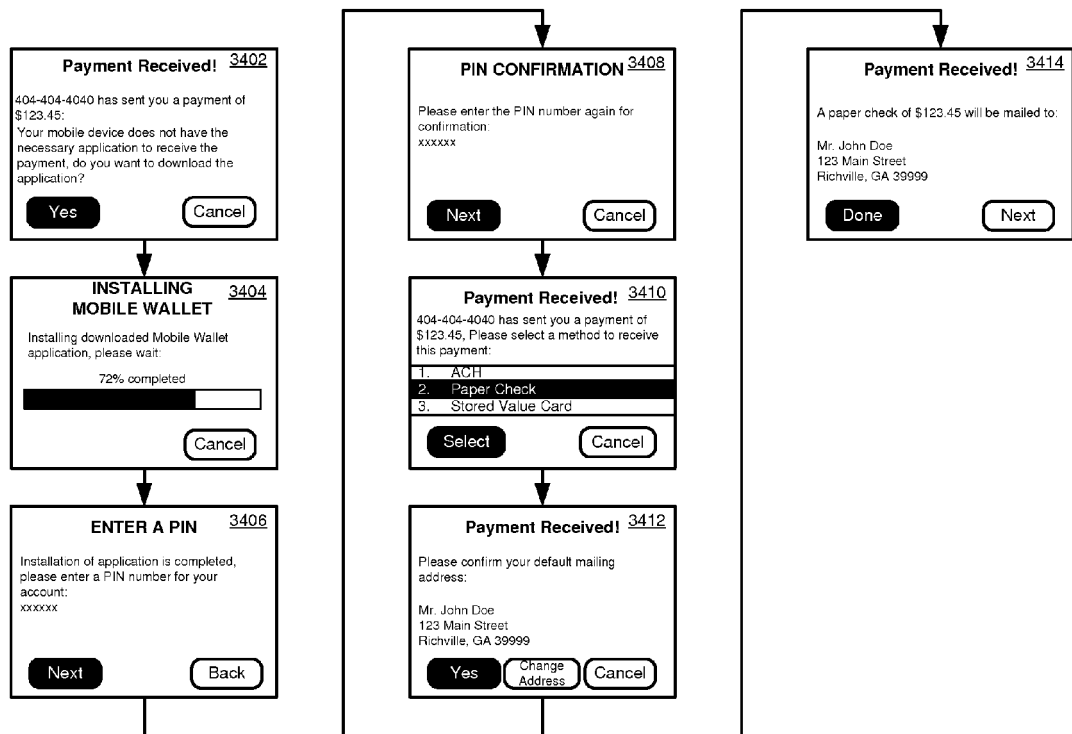 Payment Received! 3402
404-404-4040 has sent you a payment of
$123.45:
Your mobile device does not have the
necessary application to receive the
payment, do you want to download the
application?
Yes Cancel
INSTALLING
MOBILE WALLET 3404
Installing downloaded Mobile Wallet
application, please wait:
72% completed
Cancel
ENTER A PIN 3406
Installation of application is completed,
please enter a PIN number for your
account:
xxxxxx
Next Back
PIN CONFIRMATION 3408
Please enter the PIN number again for
confirmation:
xxxxxx
Next Cancel
Payment Received! 3410
404-404-4040 has sent you a payment of
$123.45, Please select a method to receive
this payment:
1. ACH
2. Paper Check
3. Stored Value Card
Select Cancel
Payment Received! 3412
Please confirm your default mailing
address:
Mr. John Doe
123 Main Street
Richville, GA 39999
Yes Change Address Cancel
Payment Received! 3414
A paper check of $123.45 will be mailed to:
Mr. John Doe
123 Main Street
Richville, GA 39999
Done Next